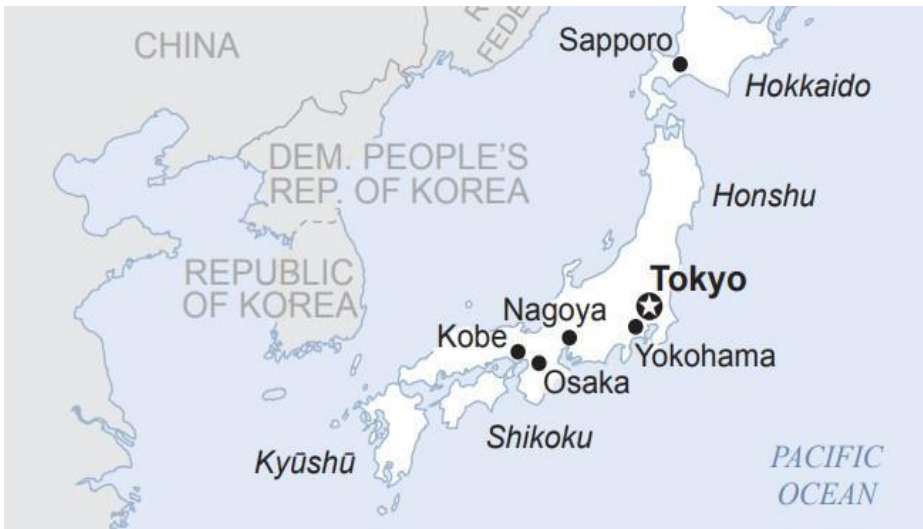 CHINA
R
FEDE
Sapporo
Hokkaido
DEM. PEOPLE'S
REP. OF KOREA
Honshu
REPUBLIC
OF KOREA
Tokyo
Nagoya
Kobe
Yokohama
Osaka
Shikoku
Kyūshū
PACIFIC
OCEAN